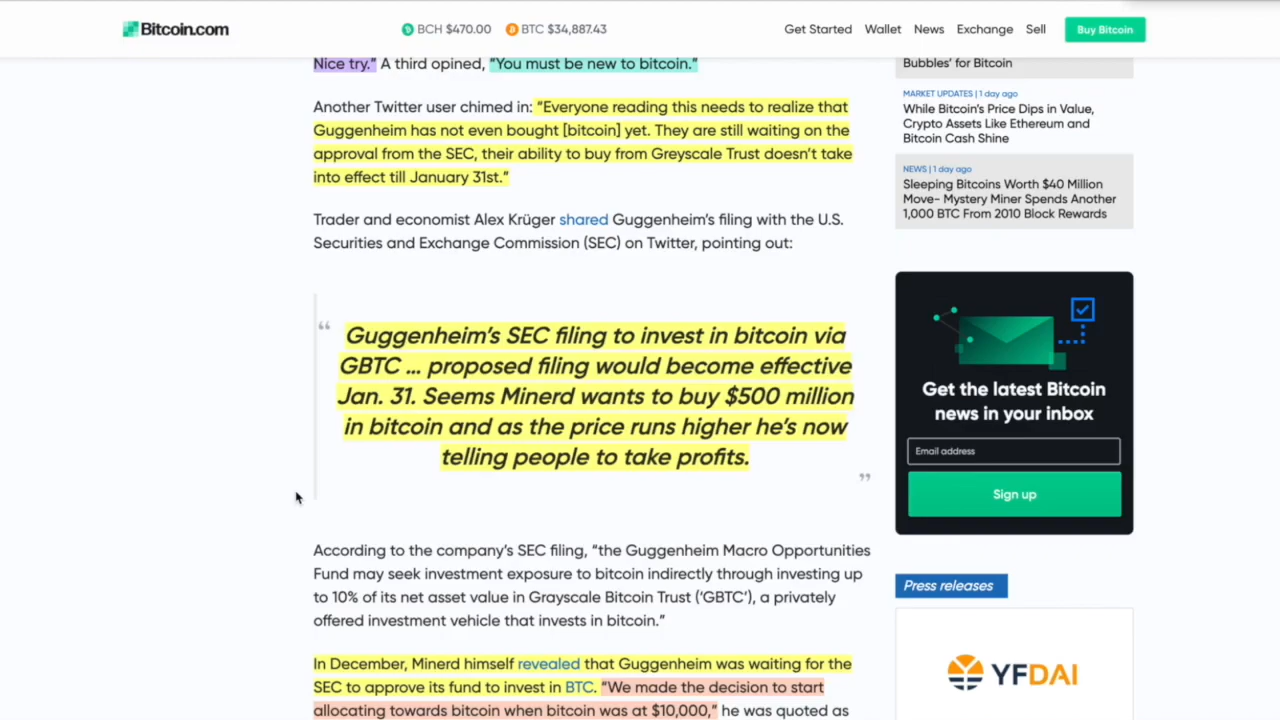 Bitcoin.com
BCH $470.00
BTC $34,887.43
Get Started
Wallet
News
Exchange
Sell
Buy Bitcoin
Nice try.” A third opined, “You must be new to bitcoin.”
Another Twitter user chimed in: “Everyone reading this needs to realize that
Guggenheim has not even bought [bitcoin] yet. They are still waiting on the
approval from the SEC, their ability to buy from Greyscale Trust doesn’t take
into effect till January 31st.”
Trader and economist Alex Krüger shared Guggenheim’s filing with the U.S.
Securities and Exchange Commission (SEC) on Twitter, pointing out:
“
Guggenheim’s SEC filing to invest in bitcoin via
GBTC ... proposed filing would become effective
Jan. 31. Seems Minerd wants to buy $500 million
in bitcoin and as the price runs higher he’s now
telling people to take profits.
”
According to the company’s SEC filing, “the Guggenheim Macro Opportunities
Fund may seek investment exposure to bitcoin indirectly through investing up
to 10% of its net asset value in Grayscale Bitcoin Trust (‘GBTC’), a privately
offered investment vehicle that invests in bitcoin.”
In December, Minerd himself revealed that Guggenheim was waiting for the
SEC to approve its fund to invest in BTC. “We made the decision to start
allocating towards bitcoin when bitcoin was at $10,000,” he was quoted as
Bubbles’ for Bitcoin
MARKET UPDATES | 1 day ago
While Bitcoin’s Price Dips in Value,
Crypto Assets Like Ethereum and
Bitcoin Cash Shine
NEWS | 1 day ago
Sleeping Bitcoins Worth $40 Million
Move- Mystery Miner Spends Another
1,000 BTC From 2010 Block Rewards
Get the latest Bitcoin
news in your inbox
Email address
Sign up
Press releases
YFDAI